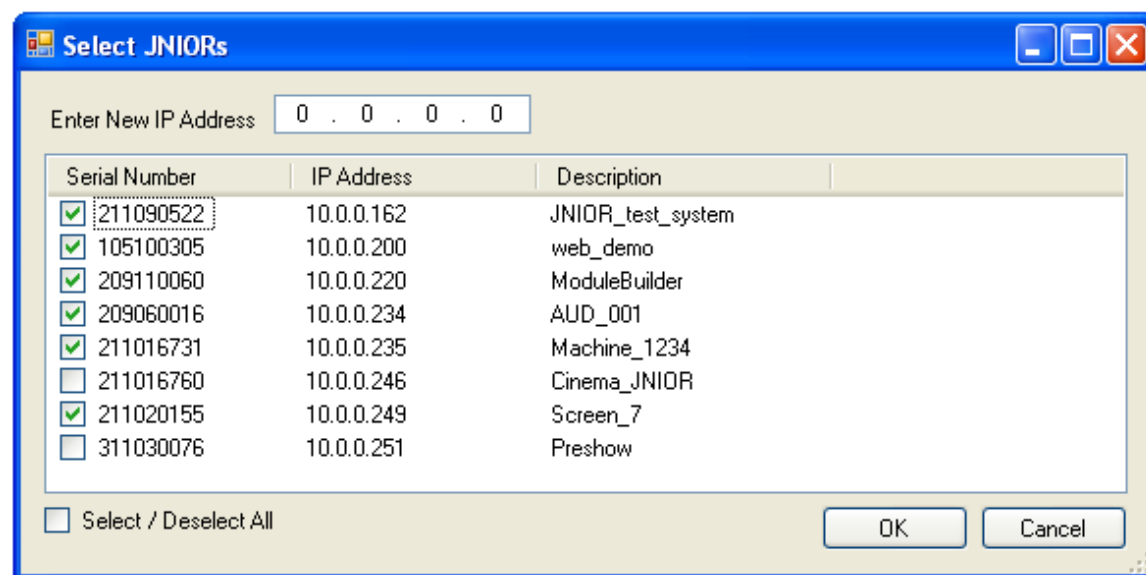 Select JNIORs
Enter New IP Address 0 . 0 . 0 . 0
Serial Number IP Address Description
211090522 10.0.0.162 JNIOR_test_system
105100305 10.0.0.200 web_demo
209110060 10.0.0.220 ModuleBuilder
209060016 10.0.0.234 AUD_001
211016731 10.0.0.235 Machine_1234
211016760 10.0.0.246 Cinema_JNIOR
211020155 10.0.0.249 Screen_7
311030076 10.0.0.251 Preshow
Select / Deselect All OK Cancel